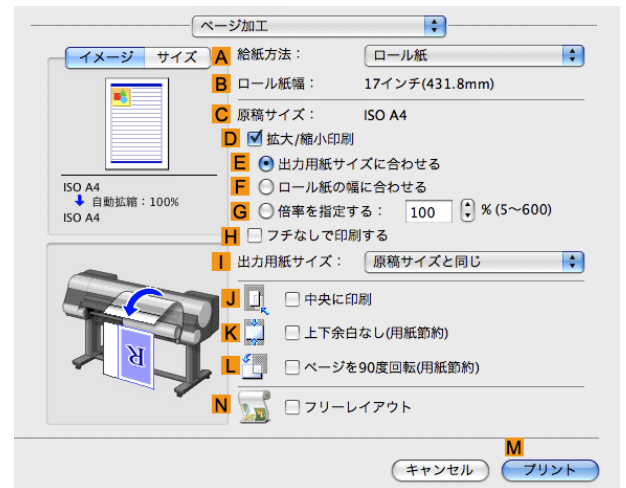 ページ加工
イメージ サイズ
A 給紙方法： ロール紙
B ロール紙幅： 17インチ(431.8mm)
C 原稿サイズ： ISO A4
D 拡大/縮小印刷
E 出力用紙サイズに合わせる
F ロール紙の幅に合わせる
G 倍率を指定する： 100 % (5～600)
H フチなしで印刷する
I 出力用紙サイズ： 原稿サイズと同じ
ISO A4
自動拡縮：100%
ISO A4
J 中央に印刷
K 上下余白なし(用紙節約)
L ページを90度回転(用紙節約)
N フリーレイアウト
R
M
キャンセル プリント